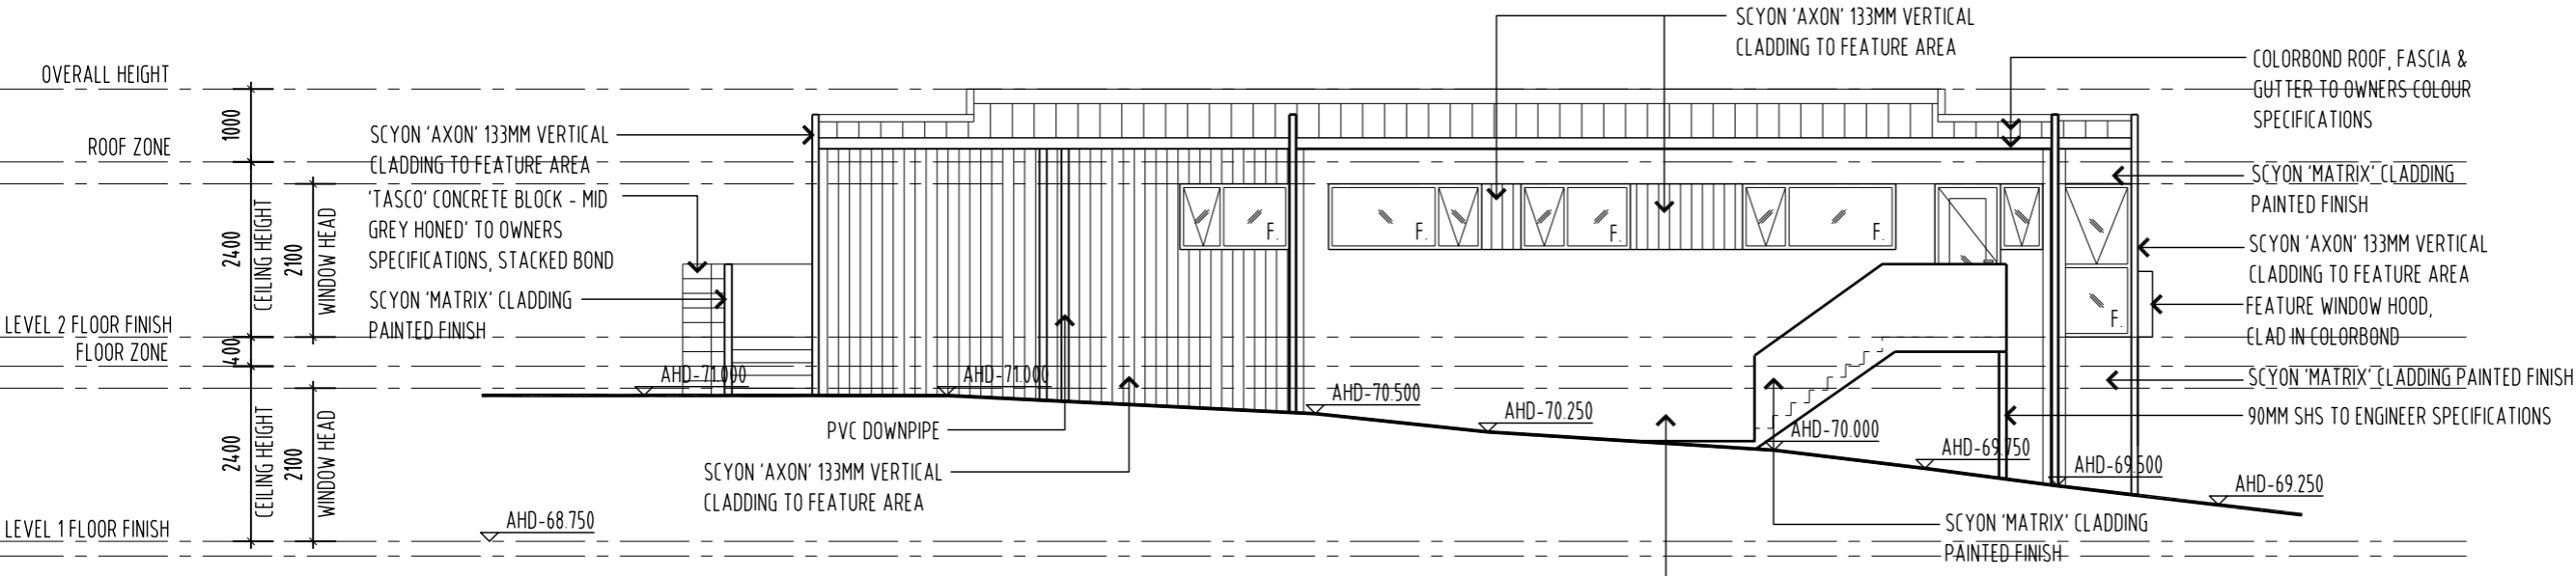 SCYON 'AXON' 133MM VERTICAL
CLADDING TO FEATURE AREA
COLORBOND ROOF, FASCIA &
GUTTER TO OWNERS COLOUR
SPECIFICATIONS
OVERALL HEIGHT
1000
ROOF ZONE
SCYON 'AXON' 133MM VERTICAL
CLADDING TO FEATURE AREA
'TASCO' CONCRETE BLOCK - MID
GREY HONED' TO OWNERS
SPECIFICATIONS, STACKED BOND
SCYON 'MATRIX' CLADDING
PAINTED FINISH
2400
CEILING HEIGHT
2100
WINDOW HEAD
LEVEL 2 FLOOR FINISH
FLOOR ZONE
400
2400
CEILING HEIGHT
2100
WINDOW HEAD
LEVEL 1 FLOOR FINISH
F.
F.
F.
F.
F.
SCYON 'MATRIX' CLADDING
PAINTED FINISH
SCYON 'AXON' 133MM VERTICAL
CLADDING TO FEATURE AREA
FEATURE WINDOW HOOD,
CLAD IN COLORBOND
SCYON 'MATRIX' CLADDING PAINTED FINISH
90MM SHS TO ENGINEER SPECIFICATIONS
AHD-71.000
AHD-71.000
AHD-70.500
AHD-70.250
AHD-70.000
AHD-69.750
AHD-69.500
AHD-69.250
PVC DOWNPIPE
SCYON 'AXON' 133MM VERTICAL
CLADDING TO FEATURE AREA
AHD-68.750
SCYON 'MATRIX' CLADDING
PAINTED FINISH